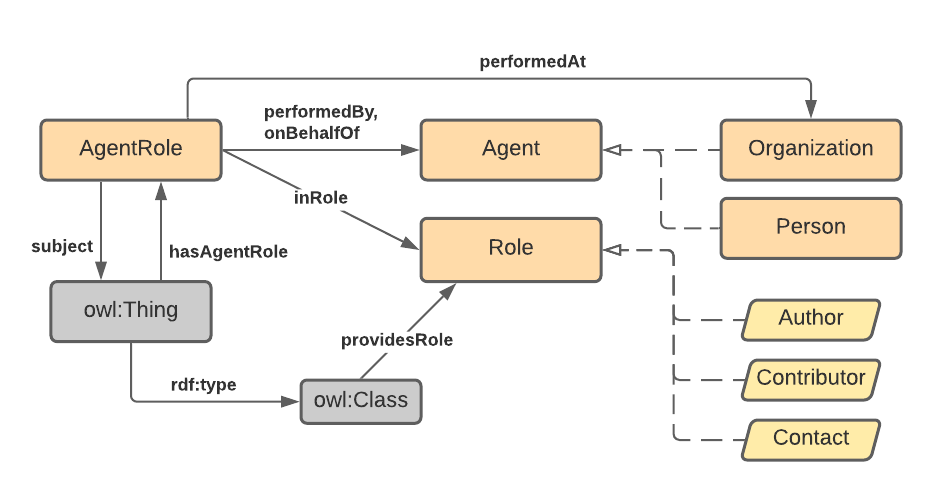 performedAt
performedBy,
onBehalfOf
AgentRole
Agent
Organization
inRole
Person
subject
hasAgentRole
Role
owl:Thing
Author
providesRole
Contributor
rdf:type
owl:Class
Contact